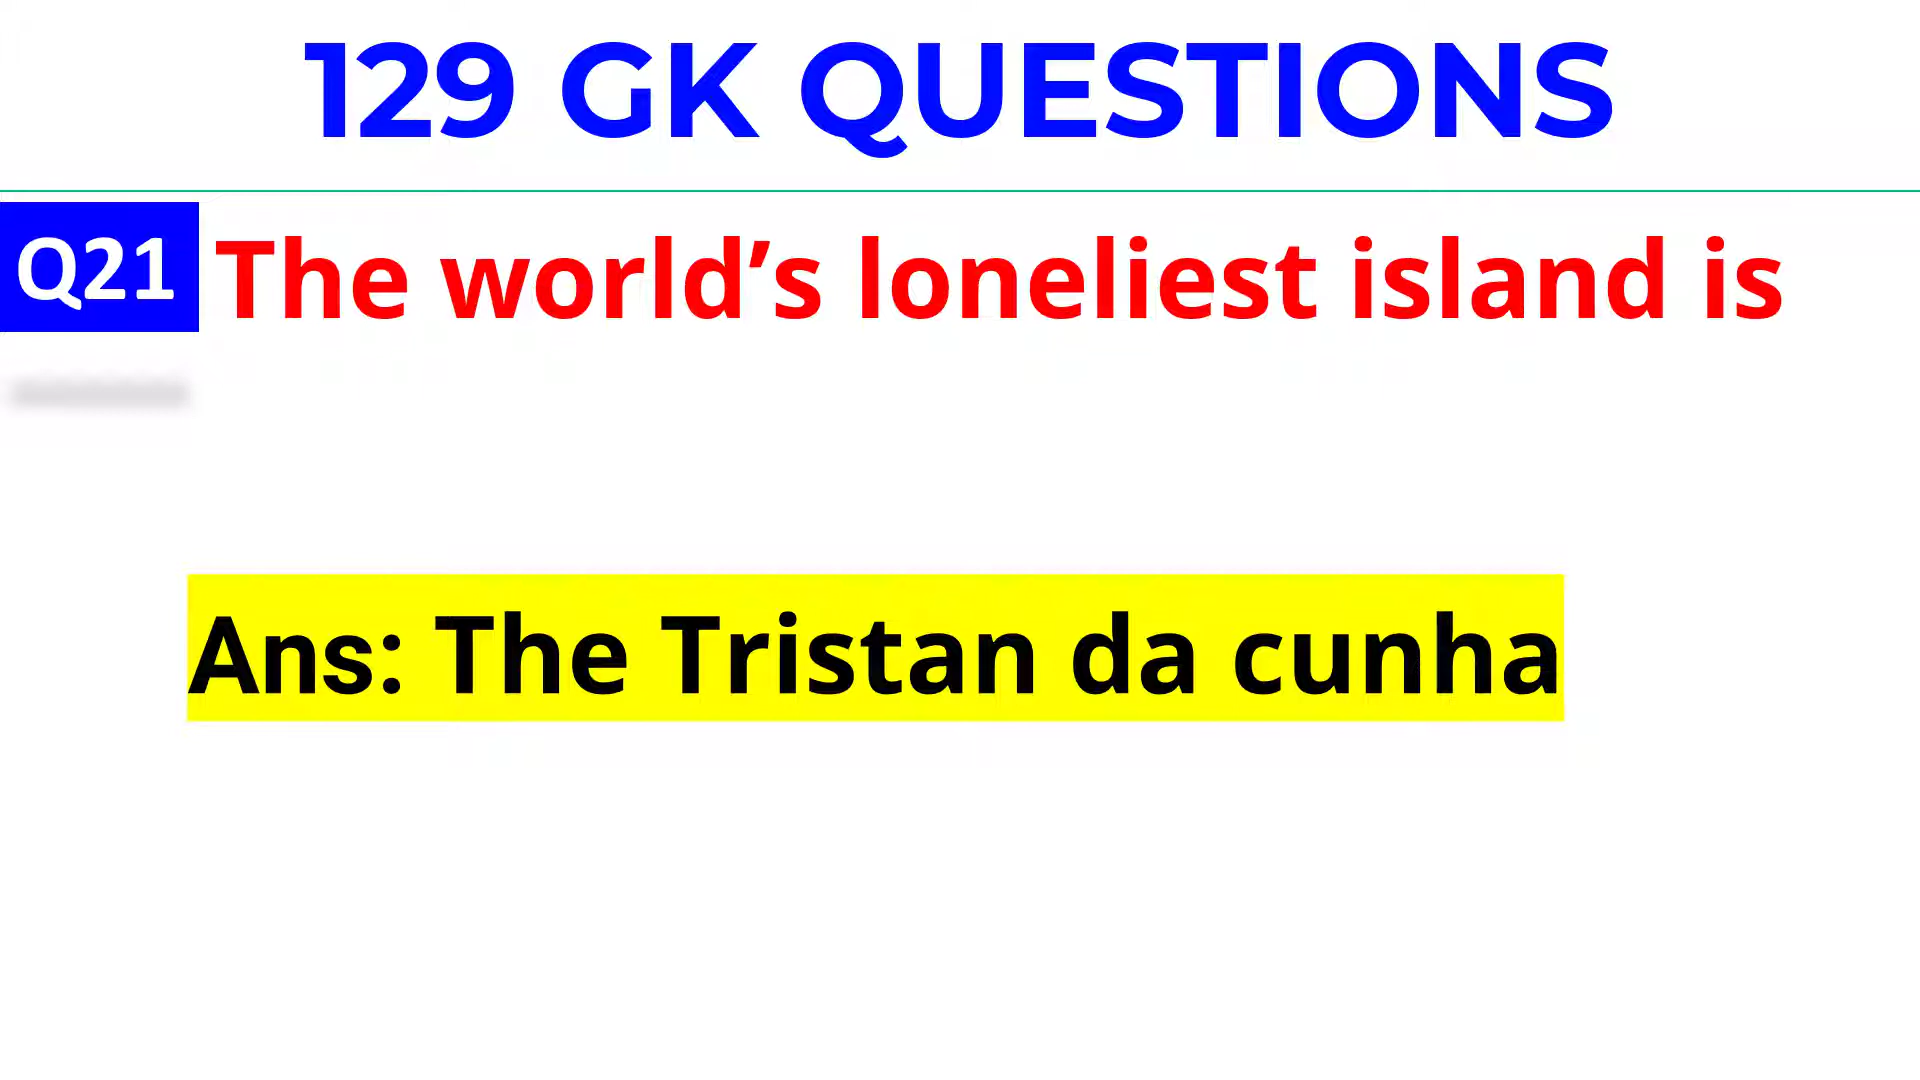 129 GK QUESTIONS
Q21 The world’s loneliest island is
Ans: The Tristan da cunha